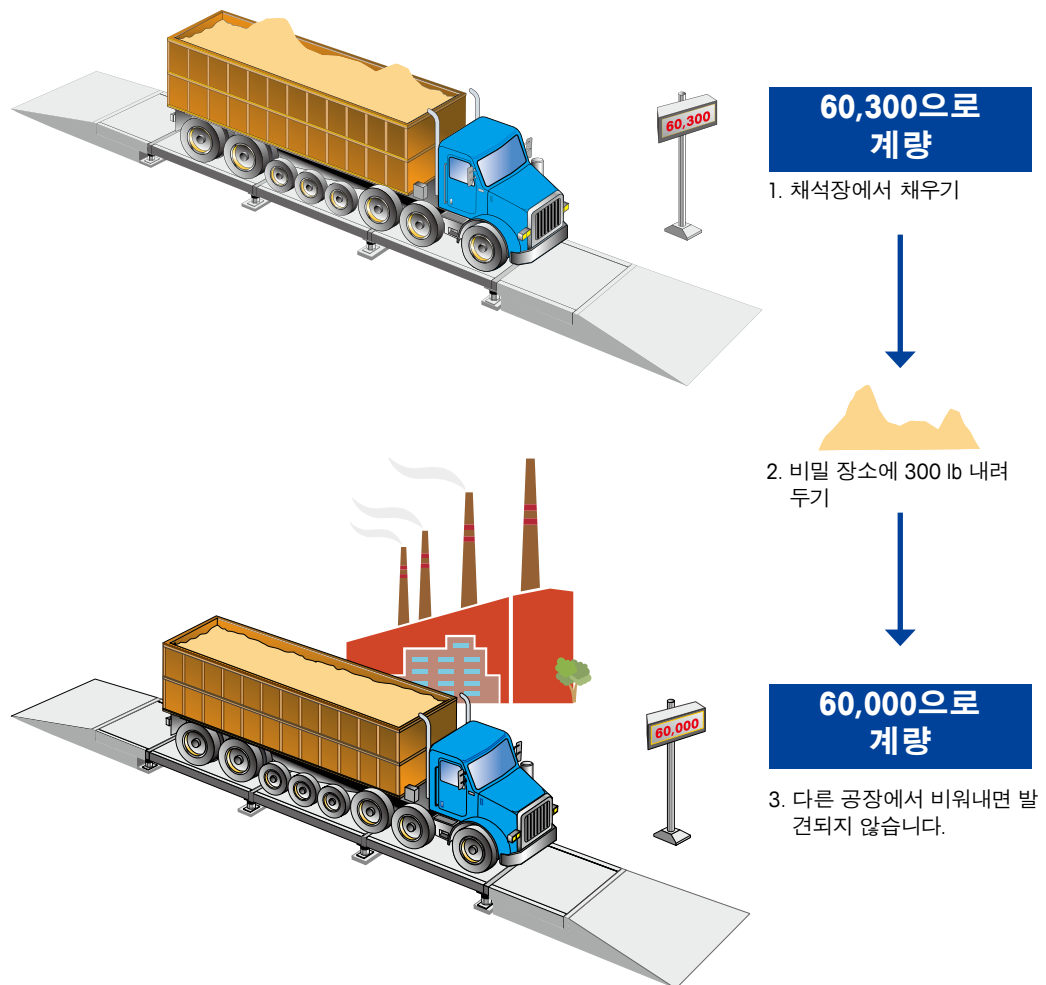 60,300
60,300으로
계량
1. 채석장에서 채우기
2. 비밀 장소에 300 lb 내려
두기
60,000
60,000으로
계량
3. 다른 공장에서 비워내면 발
견되지 않습니다.